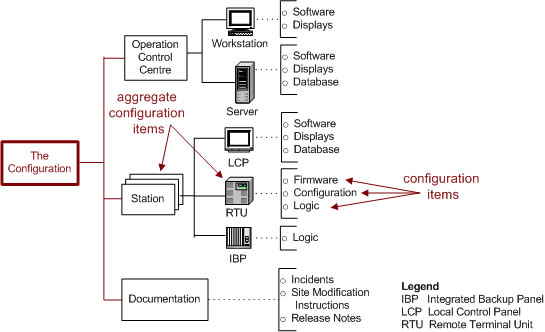 Software
Displays
Workstation
Operation
Control
Centre
Software
Displays
Database
Server
aggregate
configuration
items
Software
Displays
Database
LCP
The
Configuration
Firmware
Configuration
Logic
configuration
items
Station
RTU
Logic
IBP
Incidents
Site Modification
Instructions
Release Notes
Documentation
Legend
IBP Integrated Backup Panel
LCP Local Control Panel
RTU Remote Terminal Unit